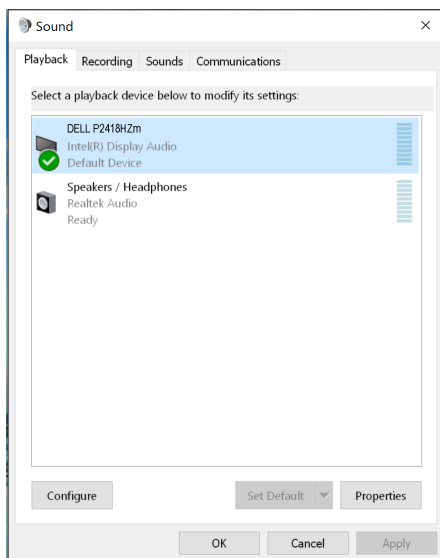 Sound
Playback Recording Sounds Communications
Select a playback device below to modify its settings:
DELL P2418HZm
Intel(R) Display Audio
Default Device
Speakers / Headphones
Realtek Audio
Ready
Configure Set Default Properties
OK Cancel Apply